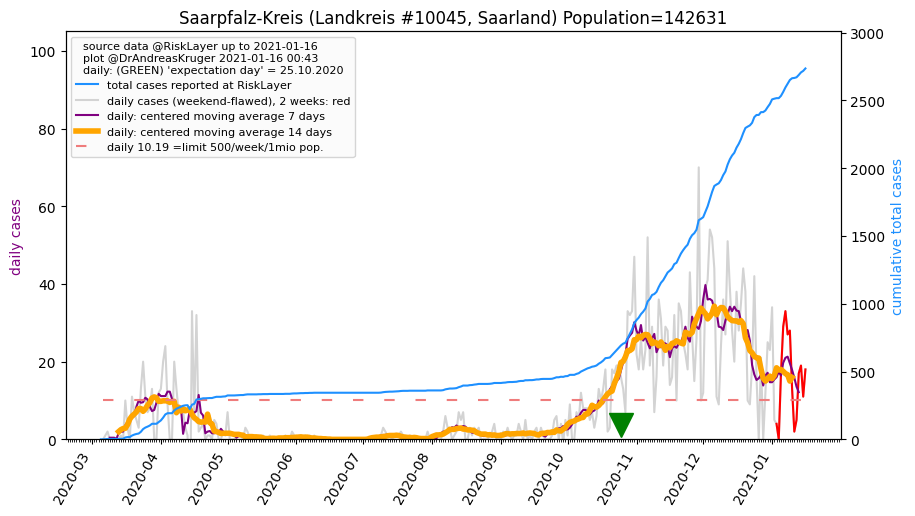 Saarpfalz-Kreis (Landkreis #10045, Saarland) Population=142631
source data @RiskLayer up to 2021-01-16
plot @DrAndreasKruger 2021-01-16 00:43
daily: (GREEN) 'expectation day' = 25.10.2020
total cases reported at RiskLayer
daily cases (weekend-flawed), 2 weeks: red
daily: centered moving average 7 days
daily: centered moving average 14 days
daily 10.19 =limit 500/week/1mio pop.
daily cases
100
80
60
40
20
0
cumulative total cases
3000
2500
2000
1500
1000
500
0
2020-03
2020-04
2020-05
2020-06
2020-07
2020-08
2020-09
2020-10
2020-11
2020-12
2021-01